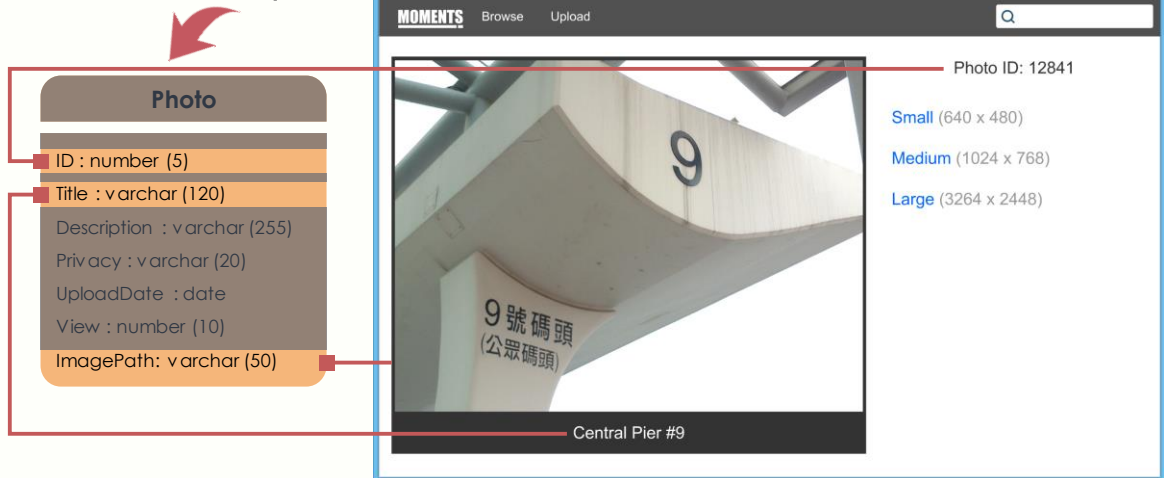 MOMENTS Browse Upload
Photo
ID : number (5)
Title : varchar (120)
Description : varchar (255)
Privacy : varchar (20)
UploadDate : date
View : number (10)
ImagePath: varchar (50)
9
9號碼頭
(公眾碼頭)
Central Pier #9
Photo ID: 12841
Small (640 x 480)
Medium (1024 x 768)
Large (3264 x 2448)